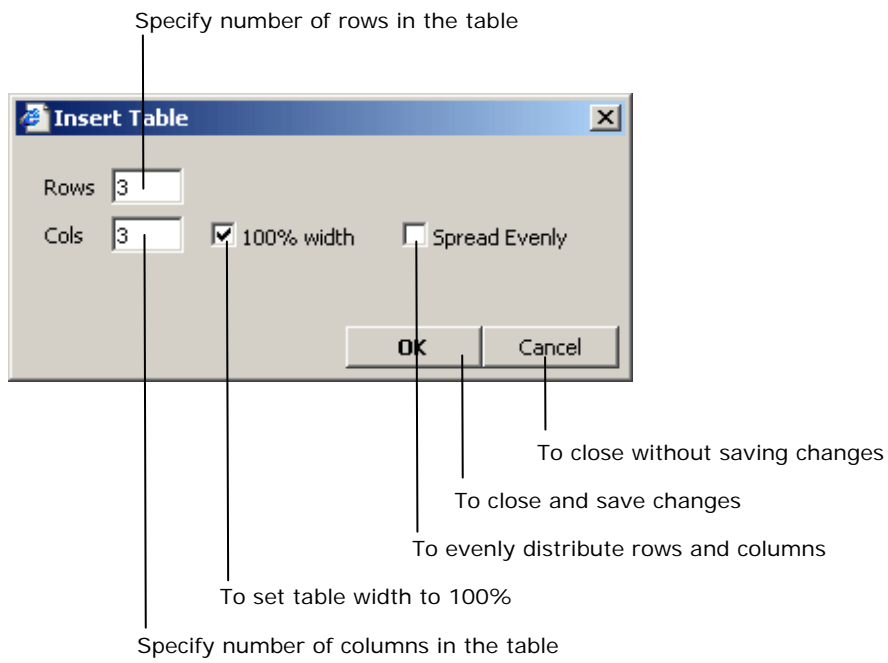 Specify number of rows in the table
Insert Table
Rows 3
Cols 3 100% width Spread Evenly
OK Cancel
To close without saving changes
To close and save changes
To evenly distribute rows and columns
To set table width to 100%
Specify number of columns in the table